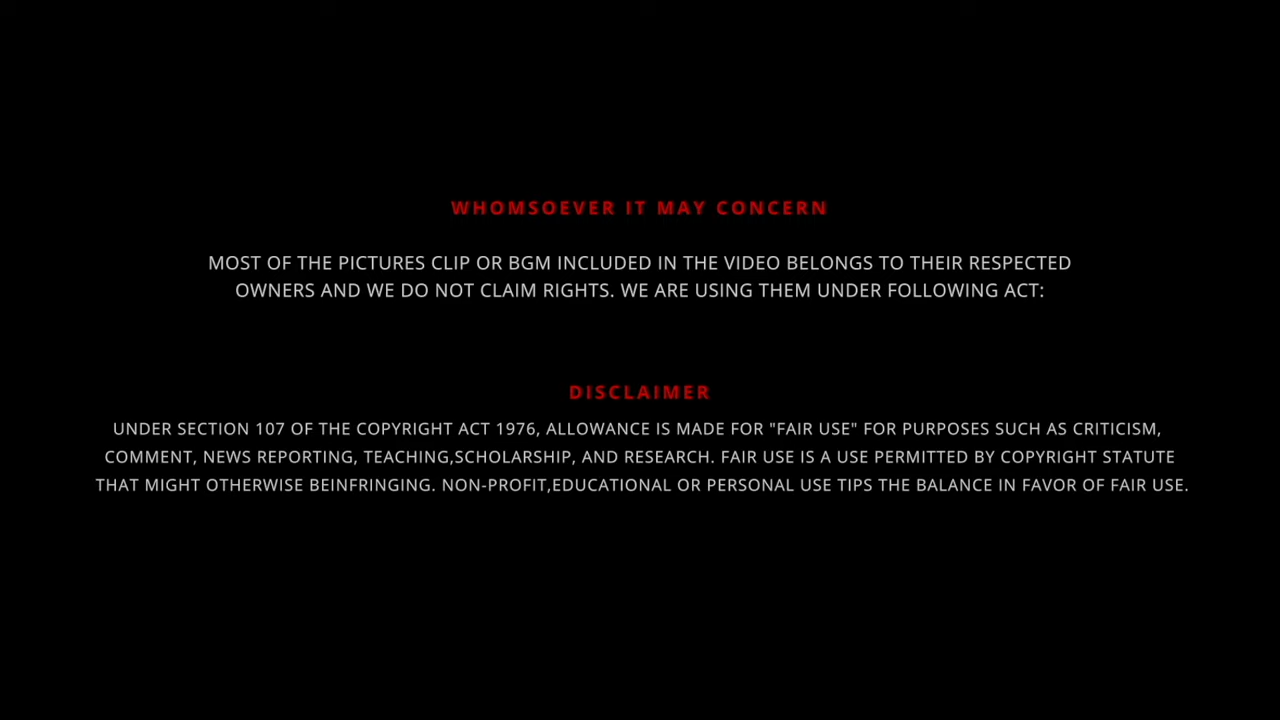 WHOMSOEVER IT MAY CONCERN
MOST OF THE PICTURES CLIP OR BGM INCLUDED IN THE VIDEO BELONGS TO THEIR RESPECTED
OWNERS AND WE DO NOT CLAIM RIGHTS. WE ARE USING THEM UNDER FOLLOWING ACT:
DISCLAIMER
UNDER SECTION 107 OF THE COPYRIGHT ACT 1976, ALLOWANCE IS MADE FOR "FAIR USE" FOR PURPOSES SUCH AS CRITICISM,
COMMENT, NEWS REPORTING, TEACHING,SCHOLARSHIP, AND RESEARCH. FAIR USE IS A USE PERMITTED BY COPYRIGHT STATUTE
THAT MIGHT OTHERWISE BEINFRINGING. NON-PROFIT,EDUCATIONAL OR PERSONAL USE TIPS THE BALANCE IN FAVOR OF FAIR USE.